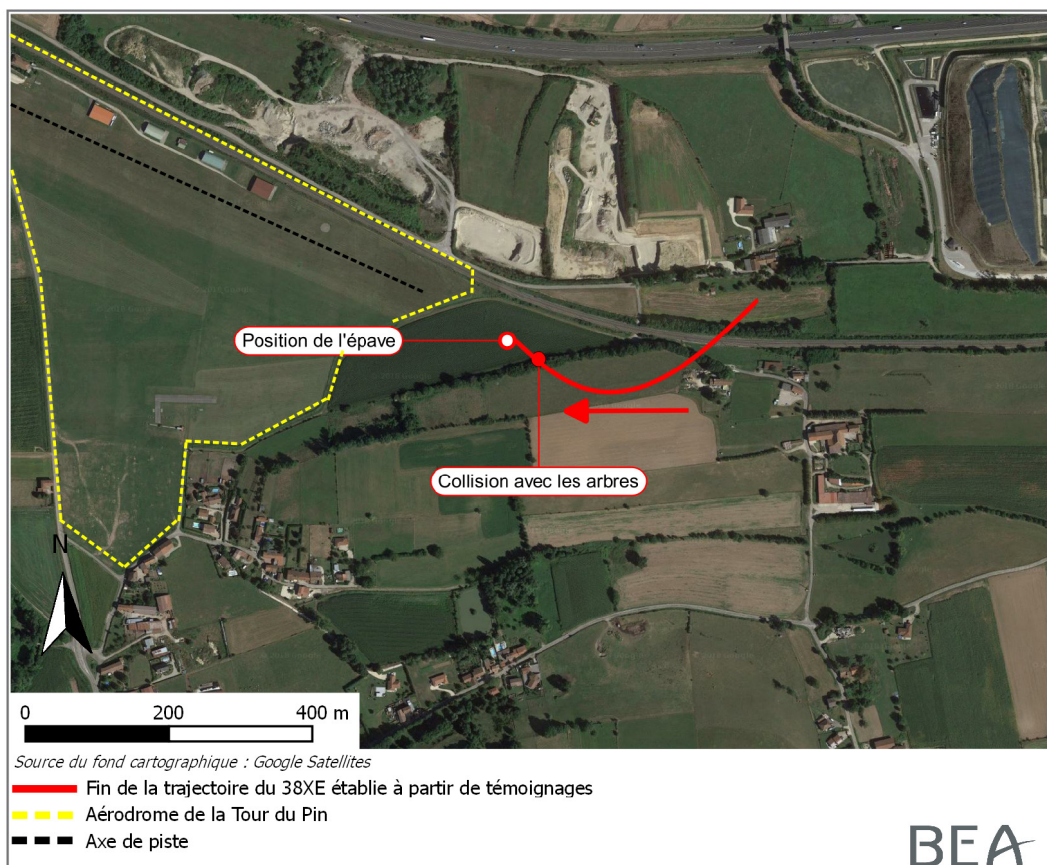 Position de l'épave
Collision avec les arbres
N
0 200 400 m
Source du fond cartographique : Google Satellites
Fin de la trajectoire du 38XE établie à partir de témoignages
Aérodrome de la Tour du Pin
Axe de piste
BEA